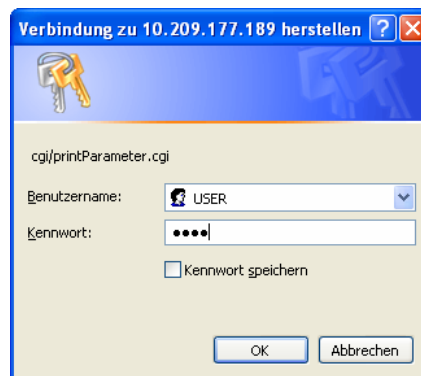 Verbindung zu 10.209.177.189 herstellen
cgi/printParameter.cgi
Benutzername:
USER
Kennwort:
••••
Kennwort speichern
OK
Abbrechen